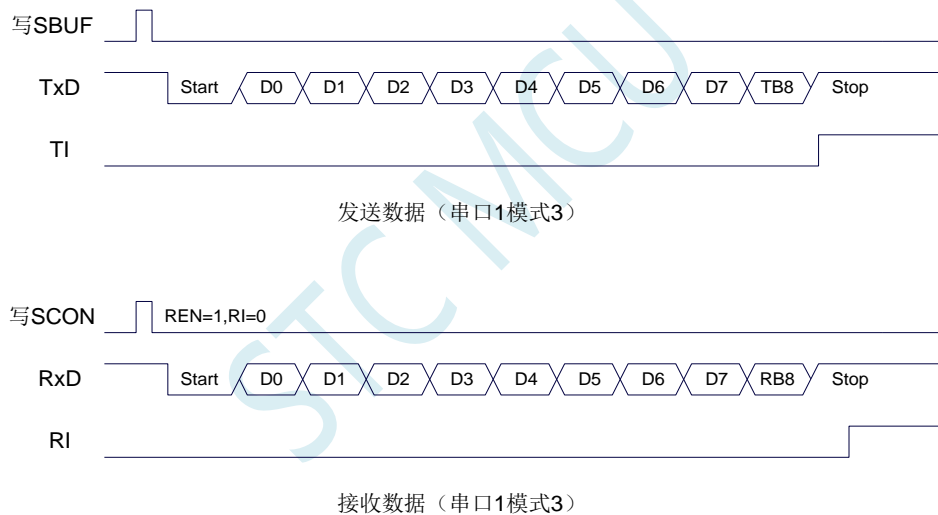 写SBUF
TxD Start D0 D1 D2 D3 D4 D5 D6 D7 TB8 Stop
TI
发送数据（串口1模式3）
写SCON REN=1,RI=0
RxD Start D0 D1 D2 D3 D4 D5 D6 D7 RB8 Stop
RI
接收数据（串口1模式3）
STC MCU